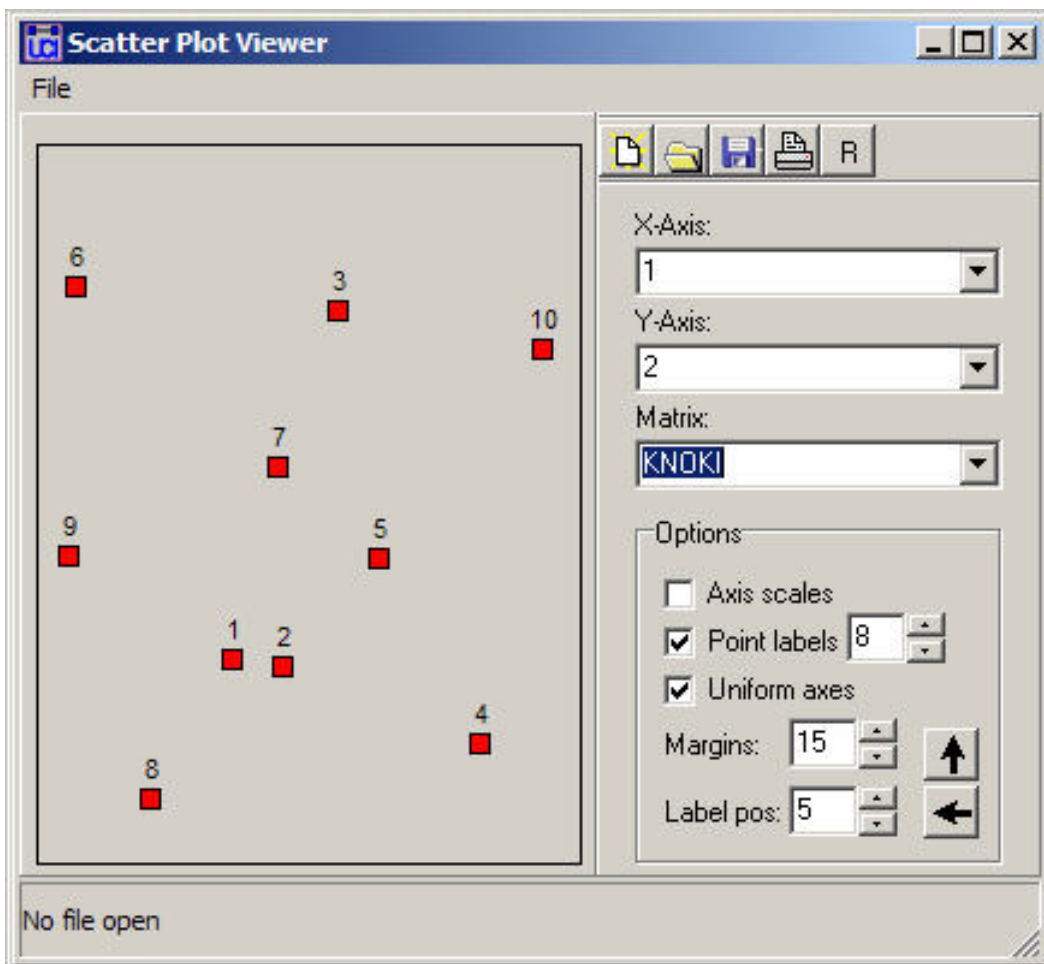 UCI Scatter Plot Viewer
File
6
3
10
7
9
5
1 2
4
8
R
X-Axis:
1
Y-Axis:
2
Matrix:
KNOKI
Options
Axis scales
Point labels 8
Uniform axes
Margins: 15
Label pos: 5
No file open